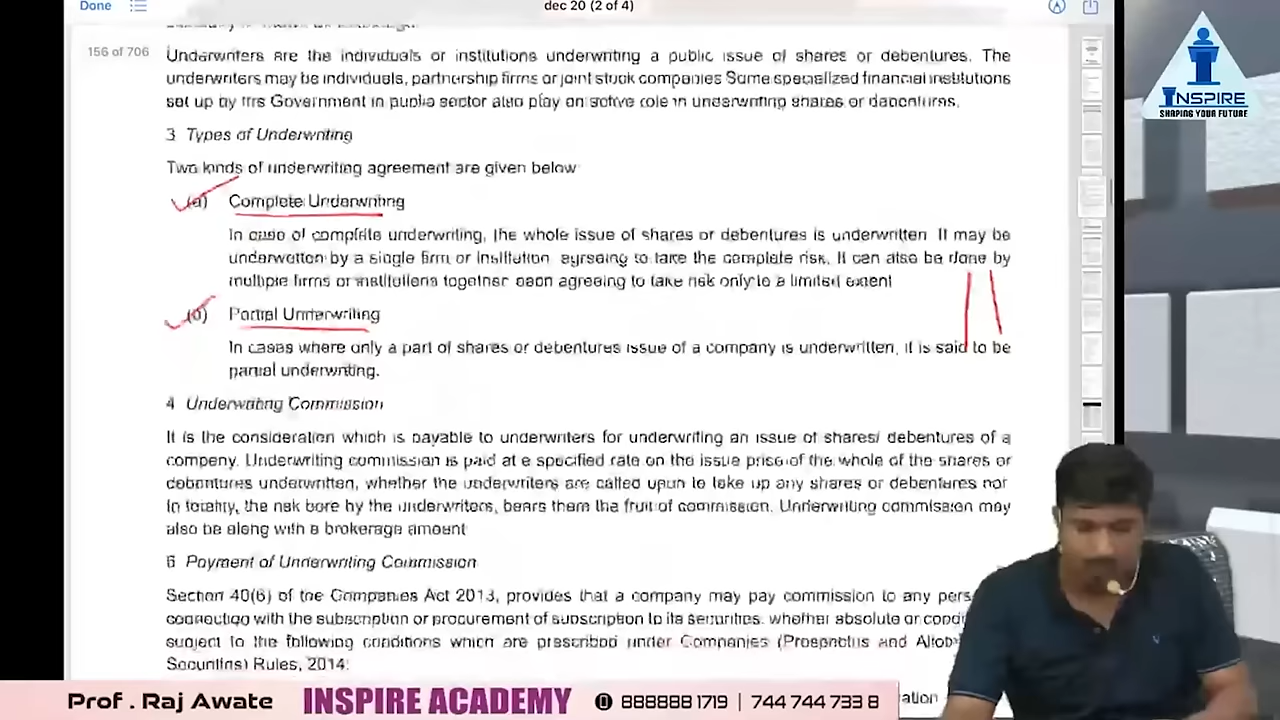 Done
dec 20 (2 of 4)
156 of 706
Underwriters are the individuals or institutions underwriting a public issue of shares or debentures. The
underwriters may be individuals, partnership firms or joint stock companies Some specialized financial institutions
set up by the Government in public sector also play an active role in underwriting shares or debentures.
3 Types of Underwriting
Two kinds of underwriting agreement are given below
(a) Complete Underwriting
In case of complete underwriting, the whole issue of shares or debentures is underwritten It may be
underwritten by a single firm or institution, agreeing to take the complete risk. It can also be done by
multiple firms or institutions together each agreeing to take risk only to a limited extent
(b) Partial Underwriting
In cases where only a part of shares or debentures issue of a company is underwritten, it is said to be
partial underwriting.
4 Underwriting Commission
It is the consideration which is payable to underwriters for underwriting an issue of shares/ debentures of a
company. Underwriting commission is paid at a specified rate on the issue price of the whole of the shares or
debentures underwritten, whether the underwriters are called upon to take up any shares or debentures nor
In totality, the risk bore by the underwriters, bears them the fruit of commission. Underwriting commission may
also be along with a brokerage amount
5 Payment of Underwriting Commission
Section 40(6) of the Companies Act 2013, provides that a company may pay commission to any
connection with the subscription or procurement of subscription to its securities, whether absolute or
subject to the following conditions which are prescribed under Companies (Prospectus and
Securities) Rules, 2014:
INSPIRE
SHAPING YOUR FUTURE
Prof . Raj Awate INSPIRE ACADEMY 888888 1719 | 744 744 733 8